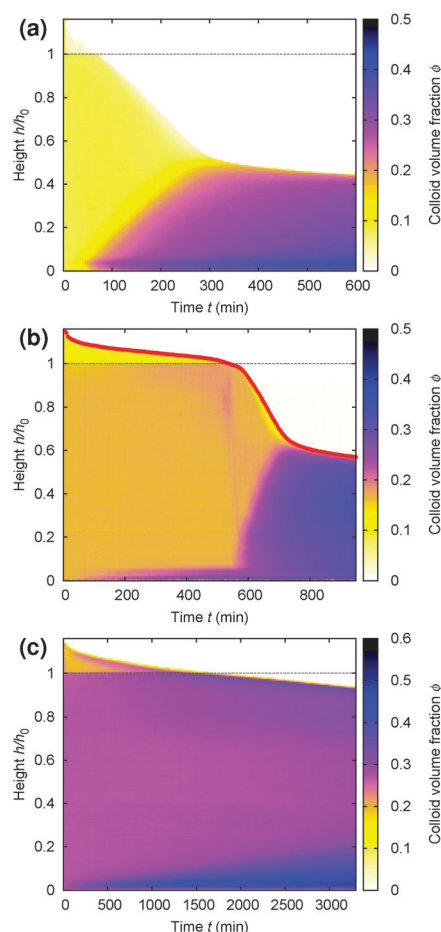 (a)
Height h/h0
1
0.8
0.6
0.4
0.2
0
0 100 200 300 400 500 600
Time t (min)
0.5
0.4
0.3
0.2
0.1
0
Colloid volume fraction ϕ
(b)
Height h/h0
1
0.8
0.6
0.4
0.2
0
0 200 400 600 800
Time t (min)
0.5
0.4
0.3
0.2
0.1
0
Colloid volume fraction ϕ
(c)
Height h/h0
1
0.8
0.6
0.4
0.2
0
0 500 1000 1500 2000 2500 3000
Time t (min)
0.6
0.5
0.4
0.3
0.2
0.1
0
Colloid volume fraction ϕ